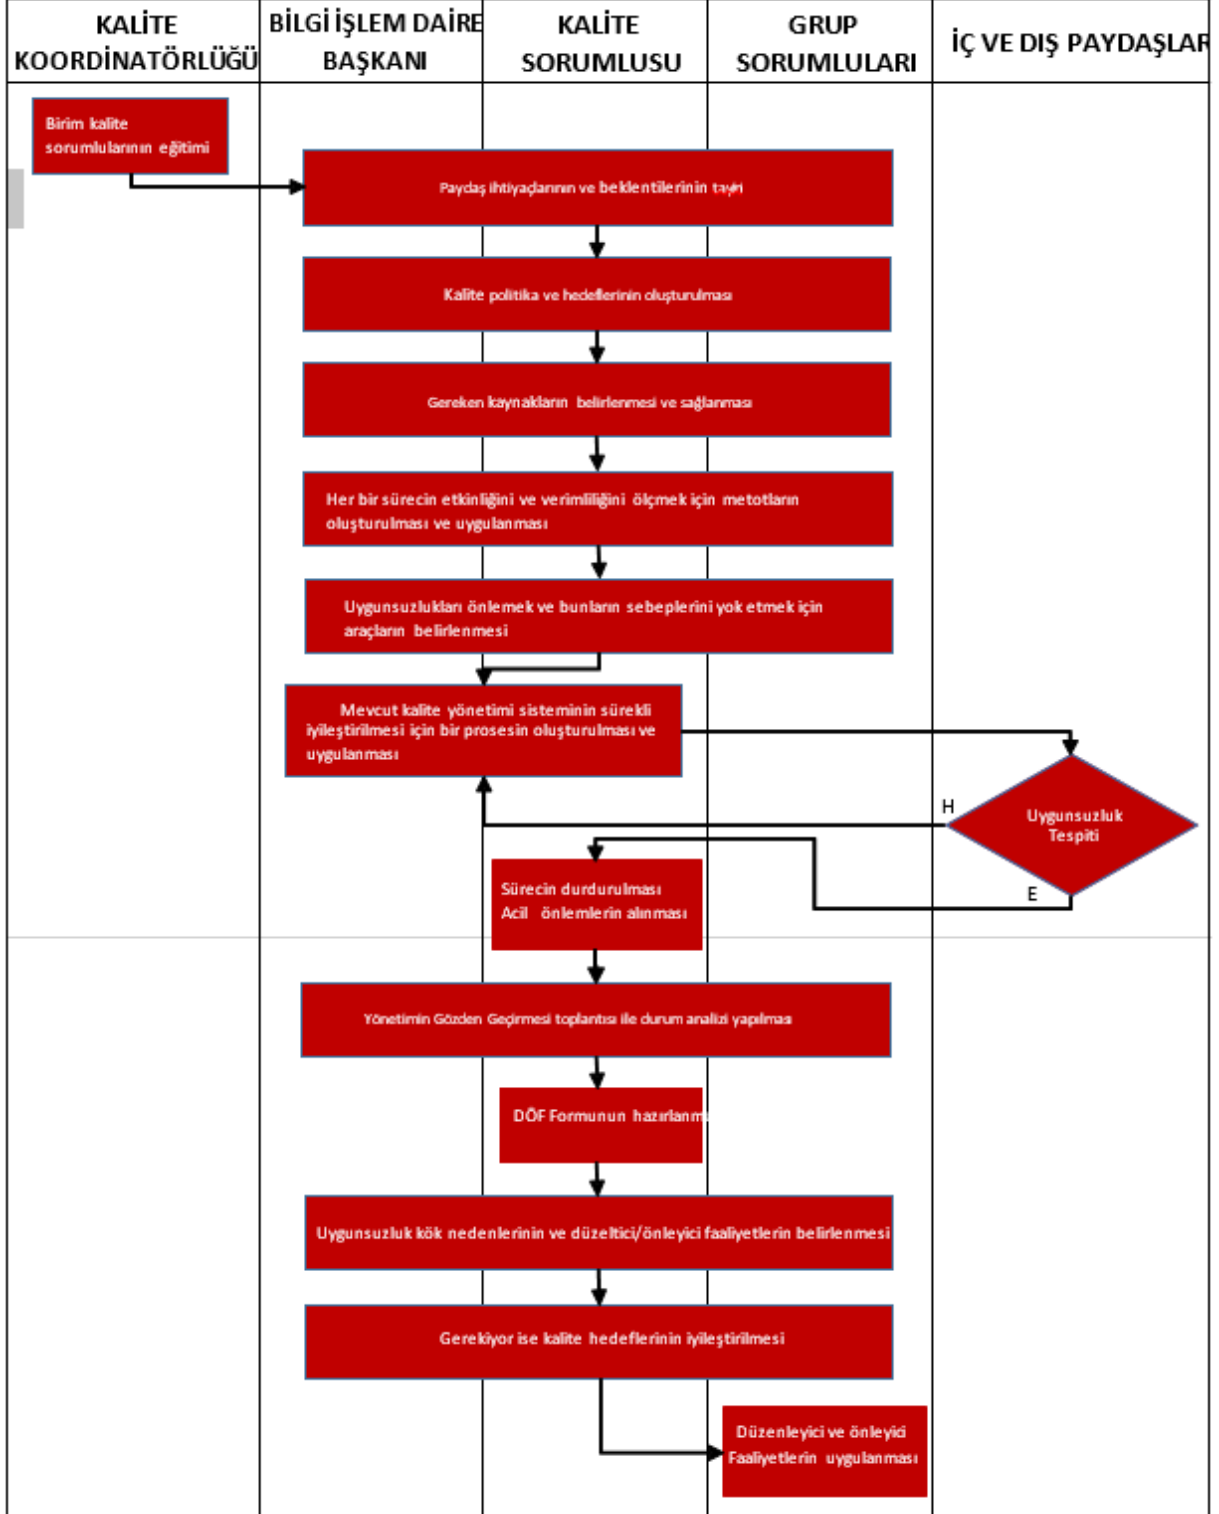 KALİTE
KOORDİNATÖRLÜĞÜ
BİLGİ İŞLEM DAİRE
BAŞKANI
KALİTE
SORUMLUSU
GRUP
SORUMLULARI
İÇ VE DIŞ PAYDAŞLAR
Birim kalite
sorumlularının eğitimi
Paydaş ihtiyaçlarının ve beklentilerinin
Kalite politika ve hedeflerinin oluşturulması
Gereken kaynakların belirlenmesi ve sağlanması
Her bir sürecin etkinliğini ve verimliliğini ölçmek için metotların
oluşturulması ve uygulanması
Uygunsuzlukları önlemek ve bunların sebeplerini yok etmek için
araçların belirlenmesi
Mevcut kalite yönetimi sisteminin sürekli
iyileştirilmesi için bir prosesin oluşturulması ve
uygulanması
H
Uygunsuzluk
Tespiti
E
Sürecin durdurulması
Acil önlemlerin alınması
Yönetimin Gözden Geçirmesi toplantısı ile durum analizi yapılması
DÖF Formunun hazırlanm
Uygunsuzluk kök nedenlerinin ve düzeltici/önleyici faaliyetlerin belirlenmesi
Gerekiyor ise kalite hedeflerinin iyileştirilmesi
Düzenleyici ve önleyici
Faaliyetlerin uygulanması